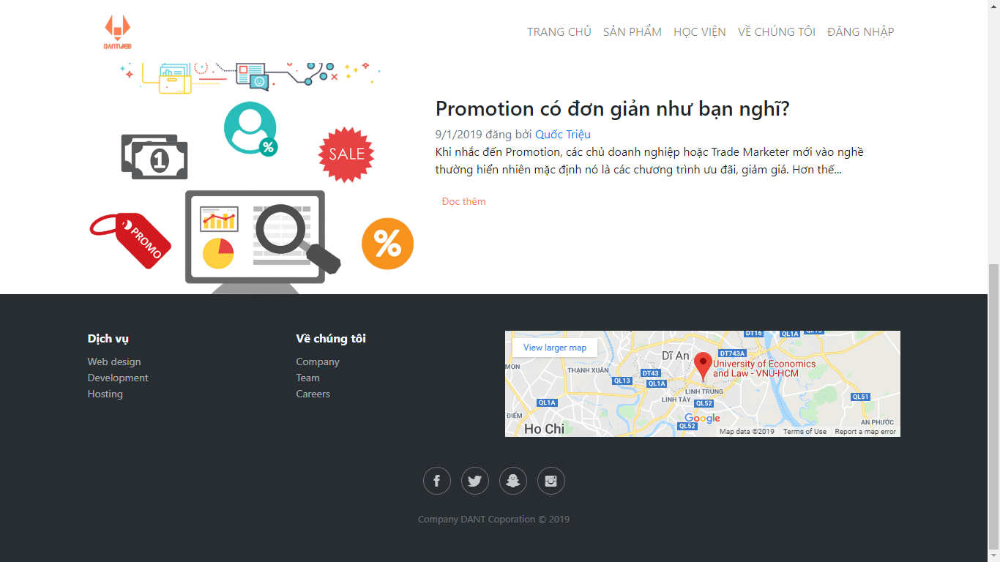 DANTWEB
TRANG CHỦ SẢN PHẨM HỌC VIỆN VỀ CHÚNG TÔI ĐĂNG NHẬP
1
%
SALE
PROMO
%
Promotion có đơn giản như bạn nghĩ?
9/1/2019 đăng bởi Quốc Triệu
Khi nhắc đến Promotion, các chủ doanh nghiệp hoặc Trade Marketer mới vào nghề
thường hiển nhiên mặc định nó là các chương trình ưu đãi, giảm giá. Hơn thế...
Đọc thêm
Dịch vụ
Web design
Development
Hosting
Về chúng tôi
Company
Team
Careers
View larger map
DT16
QL1A
Dĩ An
DT743A
University of Economics
and Law - VNU-HCM
MON
THẠNH XUÂN
DT43
QL13
QL1A
LINH TRUNG
LINH TÂY
QL52
QL1A
QL51
ĐIỂM
Google
AN PHƯỚC
Ho Chi
QL52
Map data ©2019 Terms of Use Report a map error
Company DANT Coporation © 2019